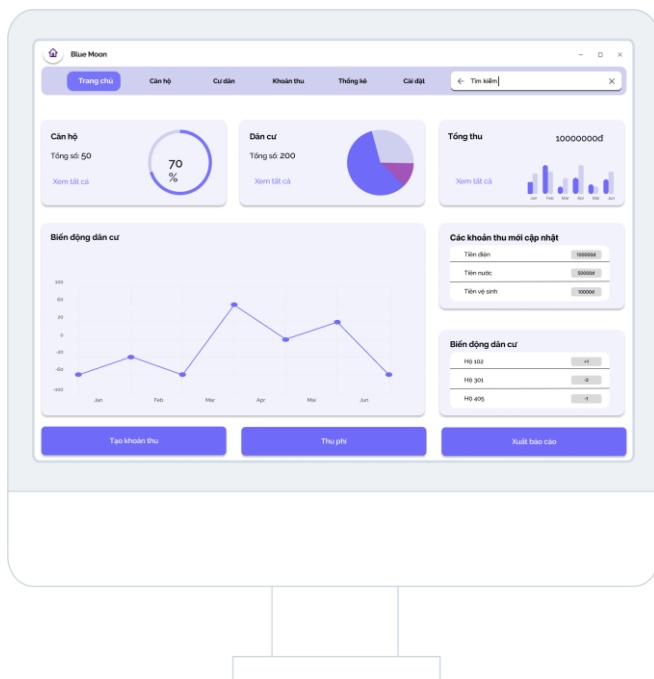 Blue Moon
Trang chủ Căn hộ Cư dân Khoản thu Thống kê Cài đặt Tìm kiếm
Căn hộ
Tổng số: 50
Xem tất cả
70
%
Dân cư
Tổng số: 200
Xem tất cả
Tổng thu
10000000đ
Xem tất cả
Jan Feb Mar Apr Mai Jun
Biến động dân cư
100
60
20
0
-20
-60
-100
Jan Feb Mar Apr Mai Jun
Các khoản thu mới cập nhật
Tiền điện 100000đ
Tiền nước 50000đ
Tiền vệ sinh 10000đ
Biến động dân cư
Hộ 102 +1
Hộ 301 -2
Hộ 405 -1
Tạo khoản thu
Thu phí
Xuất báo cáo